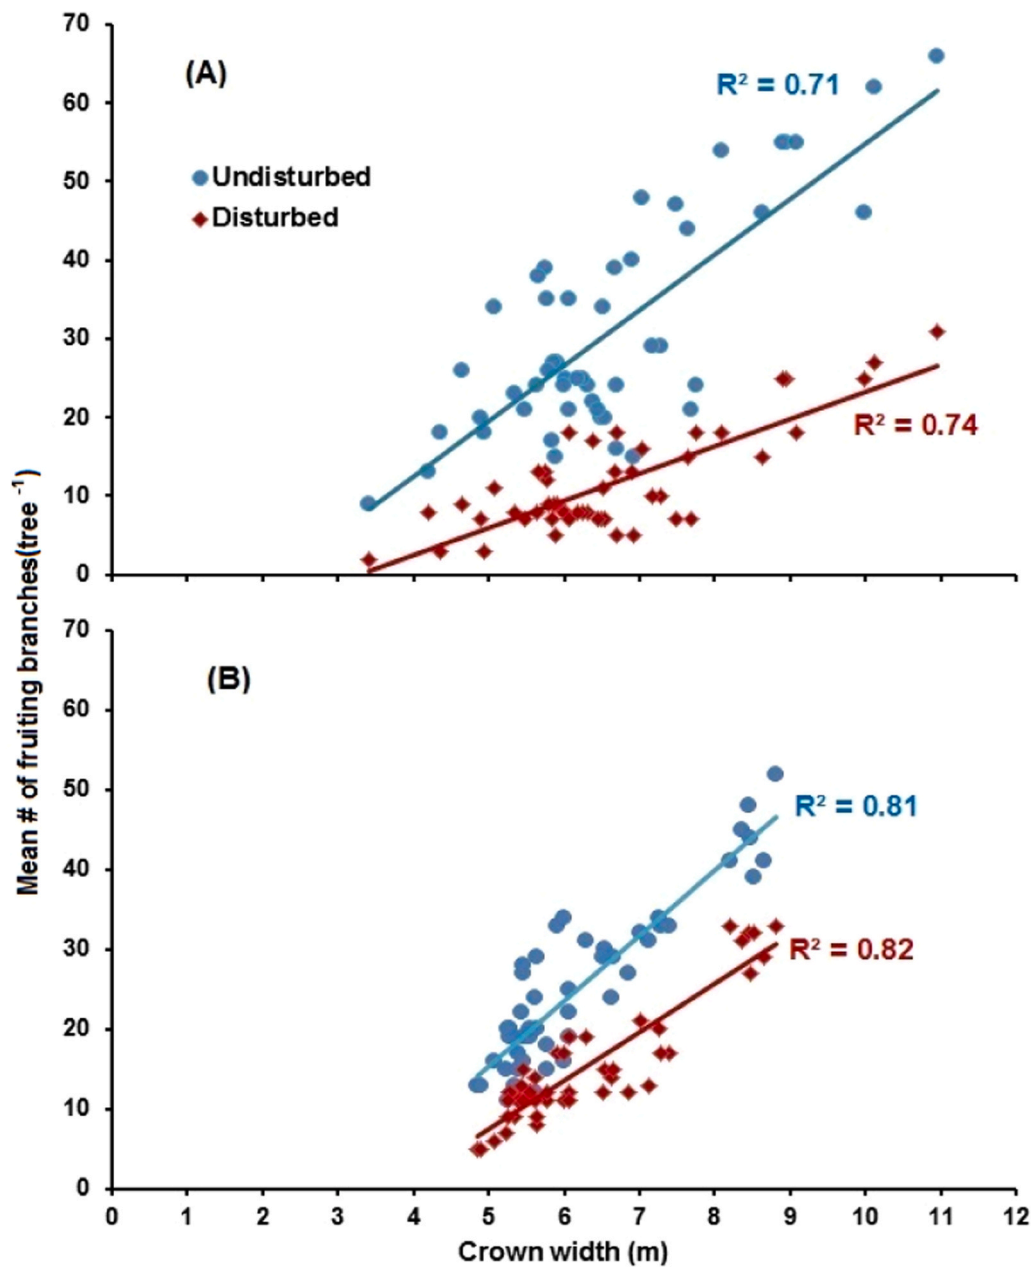 70
(A)
R² = 0.71
60
Undisturbed
50
Disturbed
40
30
20
R² = 0.74
10
0
Mean # of fruiting branches(tree ⁻¹)
70
(B)
60
50
R² = 0.81
40
30
R² = 0.82
20
10
0
0 1 2 3 4 5 6 7 8 9 10 11 12
Crown width (m)